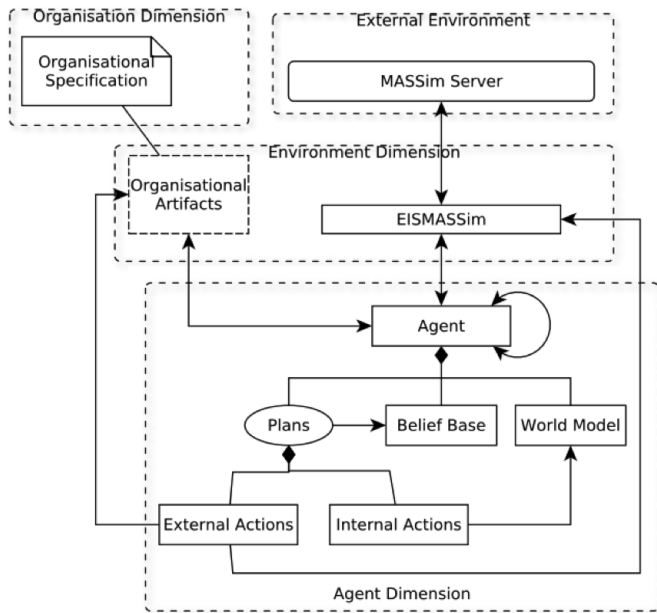 Organisation Dimension
Organisational
Specification
External Environment
MASSim Server
Environment Dimension
Organisational
Artifacts
EISMASSim
Agent
Plans
Belief Base
World Model
External Actions
Internal Actions
Agent Dimension